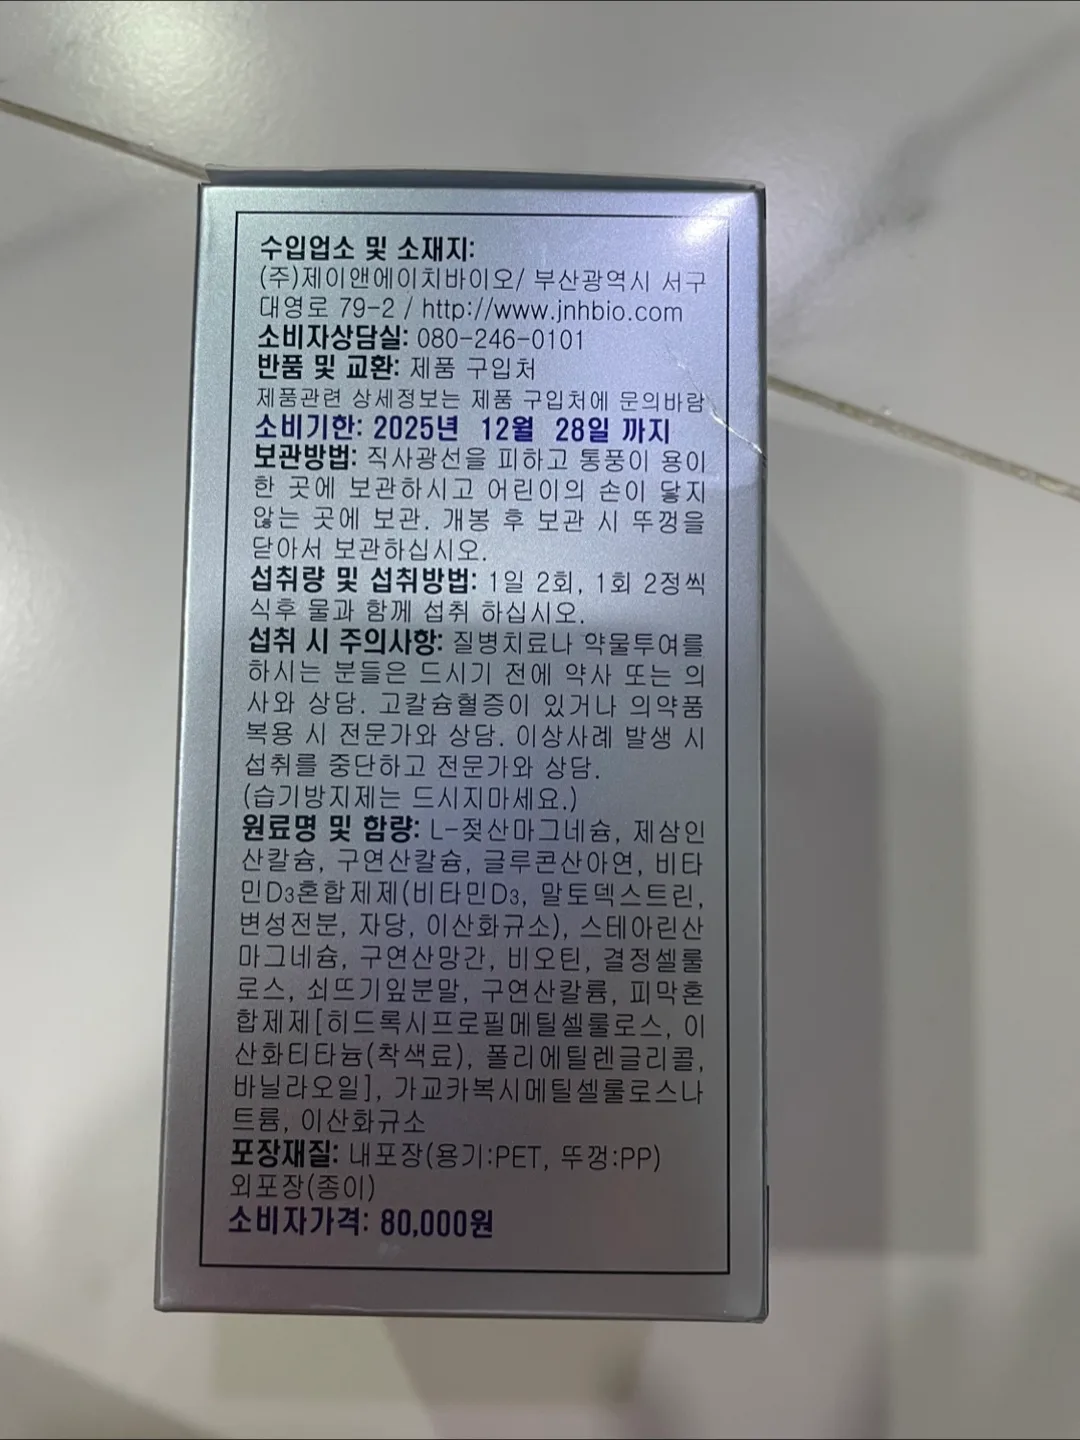 수입업소 및 소재지:
(주)제이앤에이치바이오/ 부산광역시 서구
대영로 79-2 / http://www.jnhbio.com
소비자상담실: 080-246-0101
반품 및 교환: 제품 구입처
제품관련 상세정보는 제품 구입처에 문의바람
소비기한: 2025년 12월 28일 까지
보관방법: 직사광선을 피하고 통풍이 용이
한 곳에 보관하시고 어린이의 손이 닿지
않는 곳에 보관. 개봉 후 보관 시 뚜껑을
닫아서 보관하십시오.
섭취량 및 섭취방법: 1일 2회, 1회 2정씩
식후 물과 함께 섭취 하십시오.
섭취 시 주의사항: 질병치료나 약물투여를
하시는 분들은 드시기 전에 약사 또는 의
사와 상담. 고칼슘혈증이 있거나 의약품
복용 시 전문가와 상담. 이상사례 발생 시
섭취를 중단하고 전문가와 상담.
(습기방지제는 드시지마세요.)
원료명 및 함량: L-젖산마그네슘, 제삼인
산칼슘, 구연산칼슘, 글루콘산아연, 비타
민D₃혼합제제(비타민D₃, 말토덱스트린,
변성전분, 자당, 이산화규소), 스테아린산
마그네슘, 구연산망간, 비오틴, 결정셀룰
로스, 쇠뜨기잎분말, 구연산칼륨, 피막혼
합제제[히드록시프로필메틸셀룰로스, 이
산화티타늄(착색료), 폴리에틸렌글리콜,
바닐라오일], 가교카복시메틸셀룰로스나
트륨, 이산화규소
포장재질: 내포장(용기:PET, 뚜껑:PP)
외포장(종이)
소비자가격: 80,000원